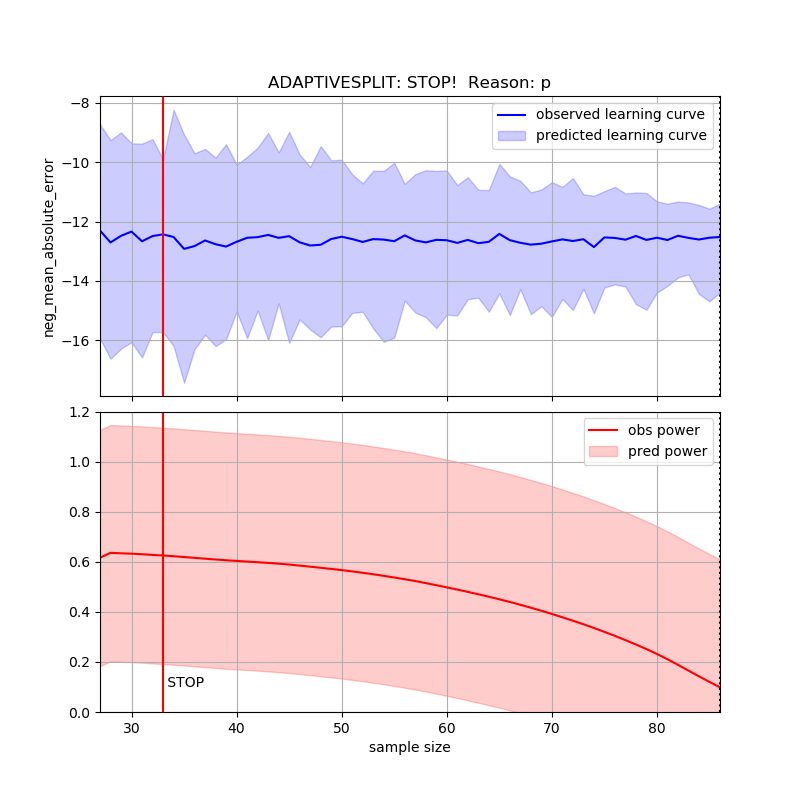 ADAPTIVESPLIT: STOP!  Reason: p
observed learning curve
predicted learning curve
neg_mean_absolute_error
−8
−10
−12
−14
−16
obs power
pred power
1.2
1.0
0.8
0.6
0.4
0.2
0.0
STOP
30 40 50 60 70 80
sample size